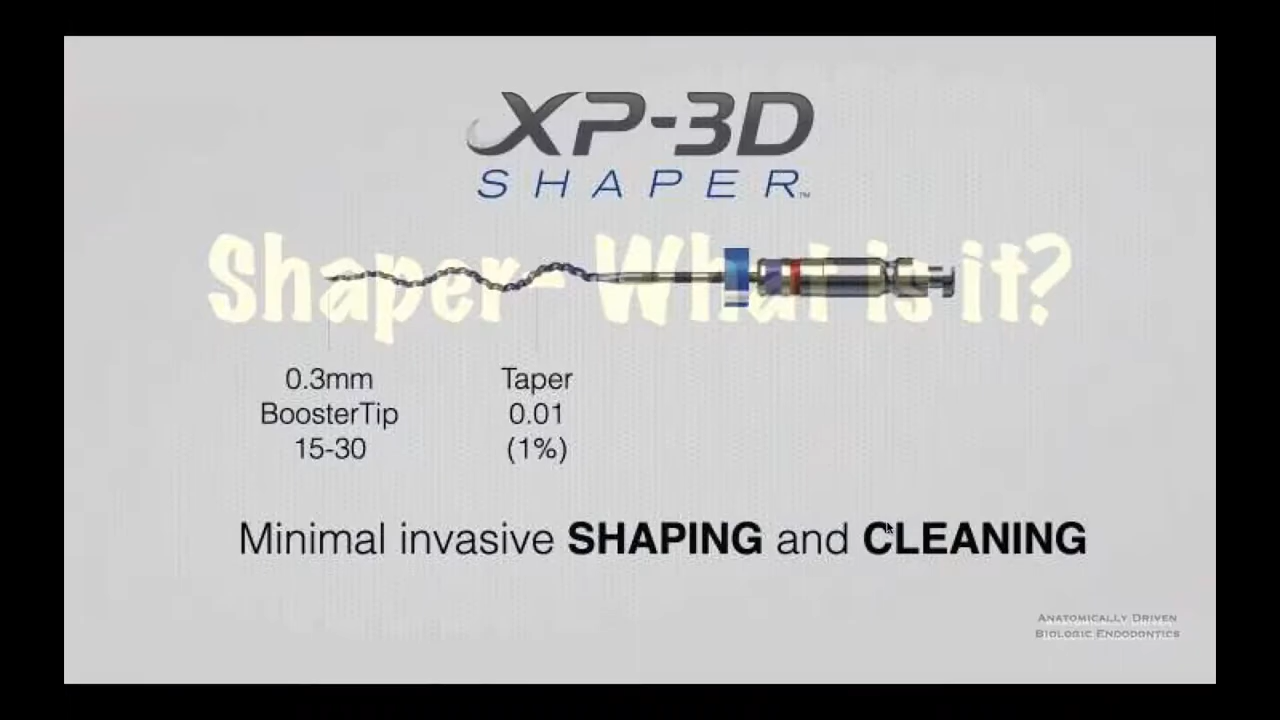 XP-3D
SHAPER™
Shaper - What is it?
0.3mm
BoosterTip
15-30
Taper
0.01
(1%)
Minimal invasive SHAPING and CLEANING
ANATOMICALLY DRIVEN
BIOLOGIC ENDODONTICS